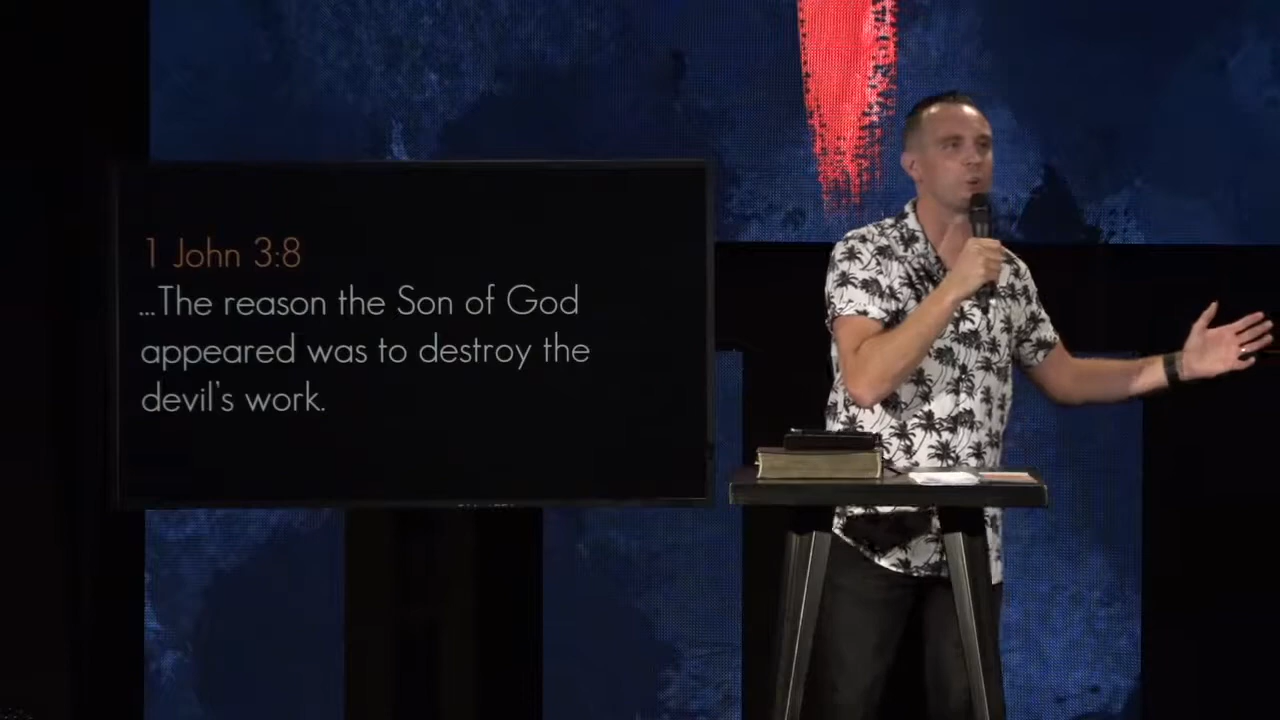 1 John 3:8
...The reason the Son of God
appeared was to destroy the
devil's work.